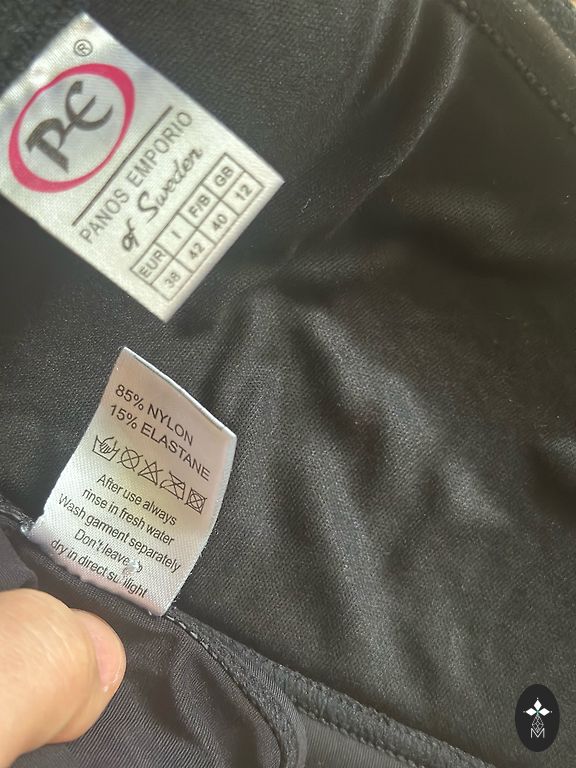 ®
PE
PANOS EMPORIO
of Sweden
EUR I F/B GB
38 42 40 12
85% NYLON
15% ELASTANE
After use always
rinse in fresh water
Wash garment separately
Don't leave
dry in direct sunlight
M